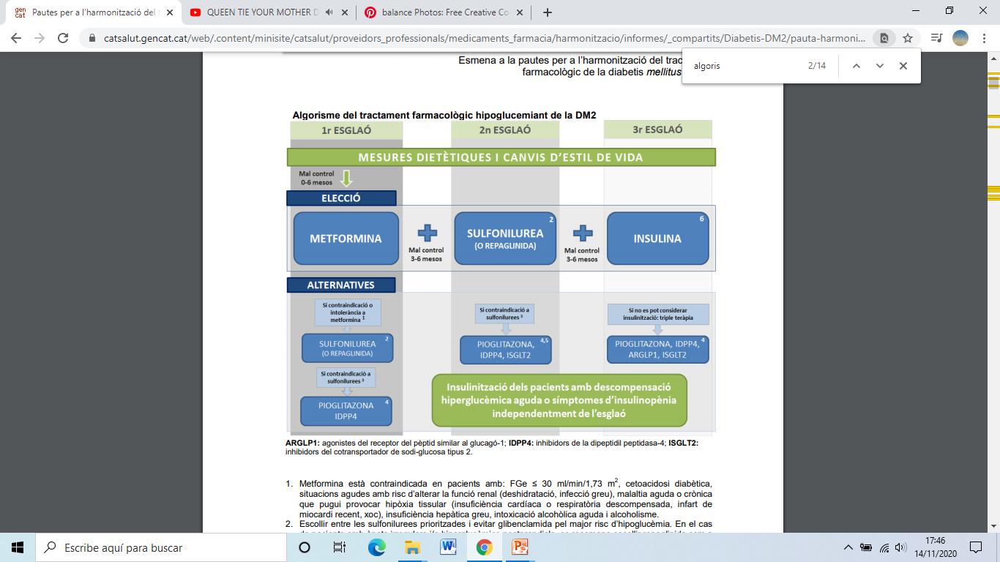 Pautes per a l'harmonització del
QUEEN TIE YOUR MOTHER D
balance Photos: Free Creative Co
catsalut.gencat.cat/web/.content/minisite/catsalut/proveidors_professionals/medicaments_farmacia/harmonitzacio/informes/_compartits/Diabetis-DM2/pauta-harmoni...
algoris
2/14
Esmena a la pautes per a l'harmonització del
farmacològic de la diabetis mellitus
Algorisme del tractament farmacològic hipoglucemiant de la DM2
1r ESGLAÓ
2n ESGLAÓ
3r ESGLAÓ
MESURES DIETÈTIQUES I CANVIS D'ESTIL DE VIDA
Mal control
0-6 mesos
ELECCIÓ
METFORMINA
Mal control
3-6 mesos
2
SULFONILUREA
(O REPAGLINIDA)
Mal control
3-6 mesos
6
INSULINA
ALTERNATIVES
Si contraindicació o
intolerància a
metformina 1
SULFONILUREA 2
(O REPAGLINIDA)
Si contraindicació a
sulfonilurees 3
PIOGLITAZONA 4
IDPP4
Si contraindicació a
sulfonilurees 3
PIOGLITAZONA, 4,5
IDPP4, ISGLT2
Si no es pot considerar
insulinització: triple teràpia
PIOGLITAZONA, IDPP4, 4
ARGLP1, ISGLT2
Insulinització dels pacients amb descompensació
hiperglucèmica aguda o símptomes d'insulinopènia
independentment de l'esglaó
ARGLP1: agonistes del receptor del pèptid similar al glucagó-1; IDPP4: inhibidors de la dipeptidil peptidasa-4; ISGLT2:
inhibidors del cotransportador de sodi-glucosa tipus 2.
1. Metformina està contraindicada en pacients amb: FGe ≤ 30 ml/min/1,73 m2, cetoacidosi diabètica,
situacions agudes amb risc d'alterar la funció renal (deshidratació, infecció greu), malaltia aguda o crònica
que pugui provocar hipòxia tissular (insuficiència cardíaca o respiratòria descompensada, infart de
miocardi recent, xoc), insuficiència hepàtica greu, intoxicació alcohòlica aguda i alcoholisme.
2. Escollir entre les sulfonilurees prioritzades i evitar glibenclamida pel major risc d'hipoglucèmia. En el cas
Escribe aquí para buscar
17:46
14/11/2020